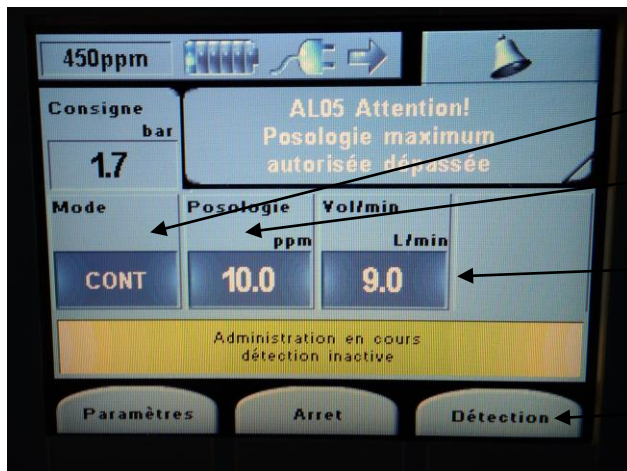 450ppm
Consigne
bar
1.7
AL05 Attention!
Posologie maximum
autorisée dépassée
Mode
Posologie
Vol/min
ppm
L/min
CONT
10.0
9.0
Administration en cours
détection inactive
Paramètres
Arret
Détection